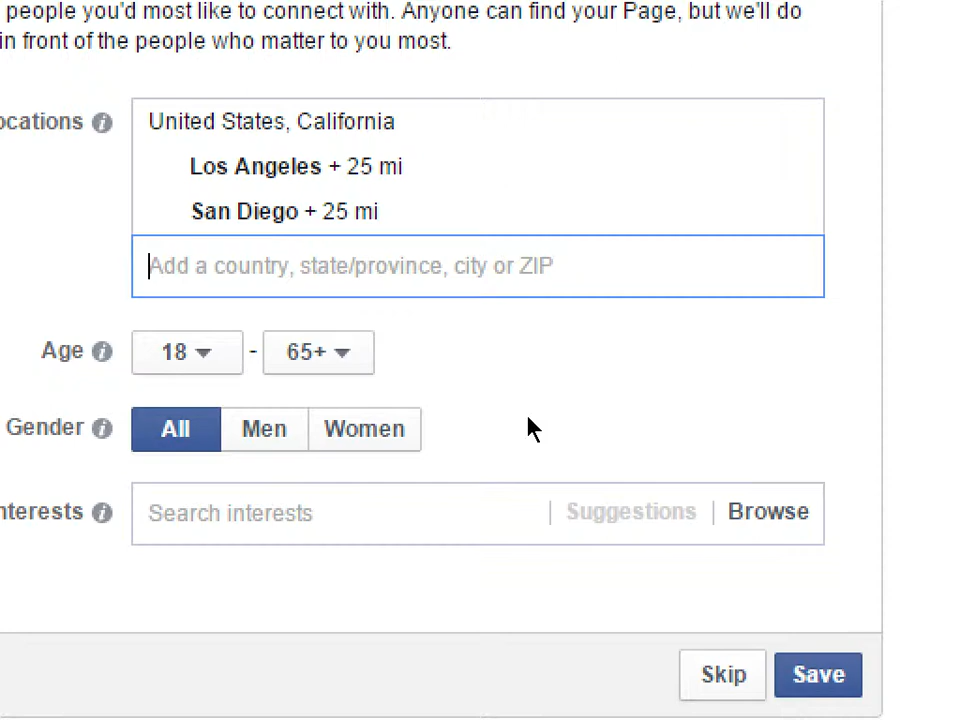 people you'd most like to connect with. Anyone can find your Page, but we'll do
in front of the people who matter to you most.
ocations
United States, California
Los Angeles + 25 mi
San Diego + 25 mi
Add a country, state/province, city or ZIP
Age 18 - 65+
Gender All Men Women
nterests Search interests | Suggestions | Browse
Skip Save